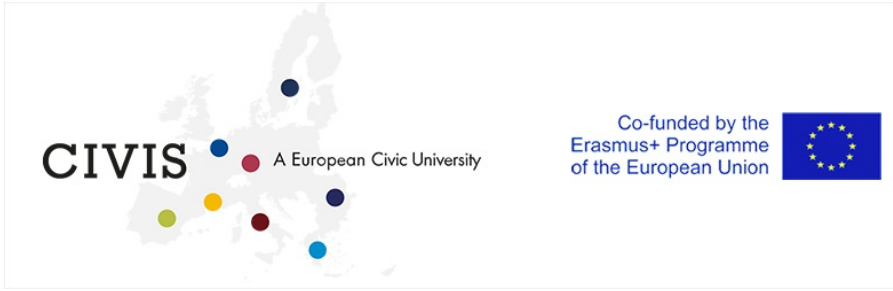 CIVIS
A European Civic University
Co-funded by the
Erasmus+ Programme
of the European Union